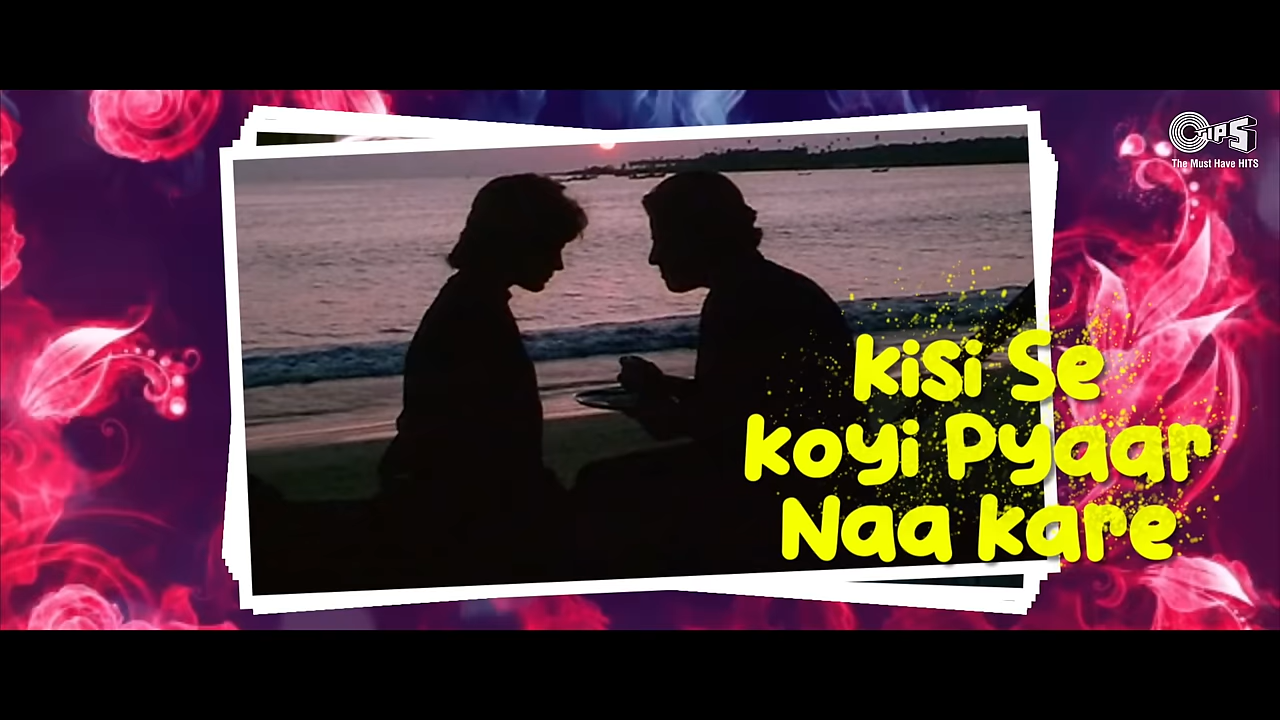 TIPS
The Must Have HITS
Kisi Se
Koyi Pyaar
Naa Kare